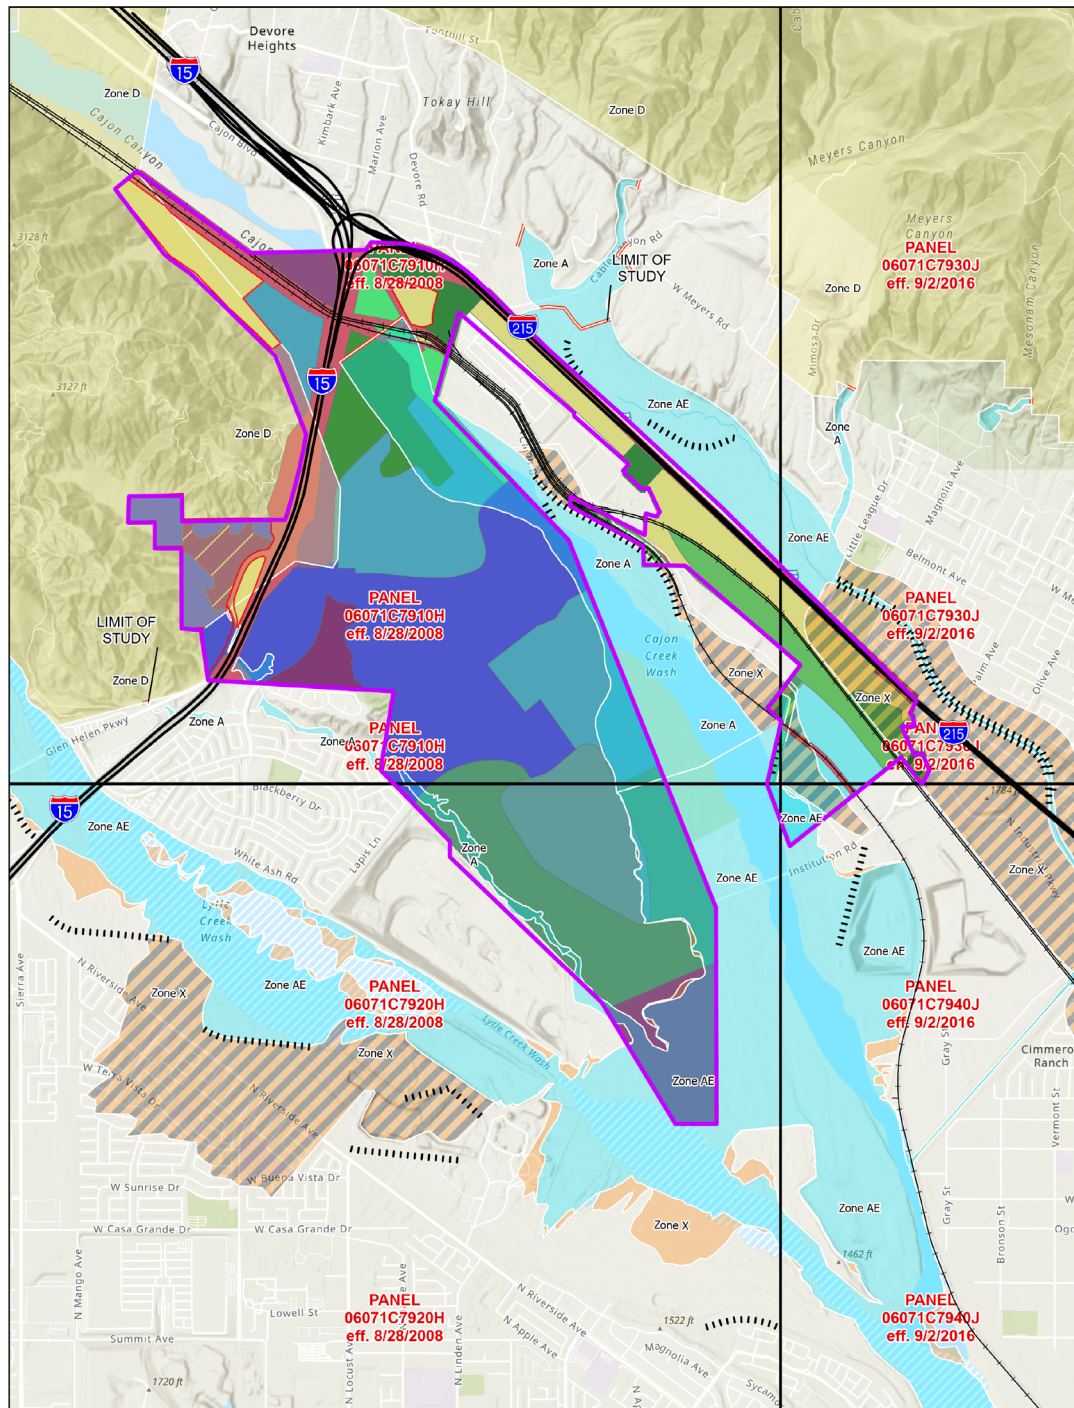 Devore
Heights
Foothill St
15
Zone D
Kimbark Ave
Tokay Hill
Zone D
Cajon Blvd
Marion Ave
Cajon Canyon
Devore Rd
Meyers Canyon
Meyers
Canyon
3128 ft
PANEL
06071C7910H
eff. 8/28/2008
Zone A
LIMIT OF
STUDY
PANEL
06071C7930J
eff. 9/2/2016
Zone D
Mesonam Canyon
W Meyers Rd
215
Mimosa Dr
15
3127 ft
Zone AE
Zone
A
Zone D
Magnolia Ave
Little League Dr
Zone AE
Belmont Ave
Zone A
PANEL
06071C7910H
eff. 8/28/2008
PANEL
06071C7930J
eff. 9/2/2016
LIMIT OF
STUDY
Cajon
Creek
Wash
Palm Ave
Olive Ave
Zone D
Zone X
Zone X
Glen Helen Pkwy
Zone A
Zone A
Zone A
PANEL
06071C7910H
eff. 8/28/2008
215
15
Blackberry Dr
1784 ft
Zone AE
Zone AE
N Industrial Pkwy
White Ash Rd
Lapis Ln
Zone
A
Institution Rd
Zone X
Zone AE
Lytle
Creek
Wash
Zone AE
Sierra Ave
N Riverside Ave
Zone X
Zone AE
PANEL
06071C7920H
eff. 8/28/2008
PANEL
06071C7940J
eff. 9/2/2016
Lytle Creek Wash
Zone X
Gray St
W Terra Vista Dr
N Riverside Ave
Zone AE
Vermont St
W Buena Vista Dr
W Sunrise Dr
W Casa Grande Dr
W Casa Grande Dr
Zone X
Zone AE
Gray St
Bronson St
1462 ft
N Mango Ave
PANEL
06071C7920H
eff. 8/28/2008
PANEL
06071C7940J
eff. 9/2/2016
Lowell St
N Riverside Ave
Summit Ave
N Locust Ave
N Linden Ave
N Apple Ave
1522 ft
Magnolia Ave
1720 ft